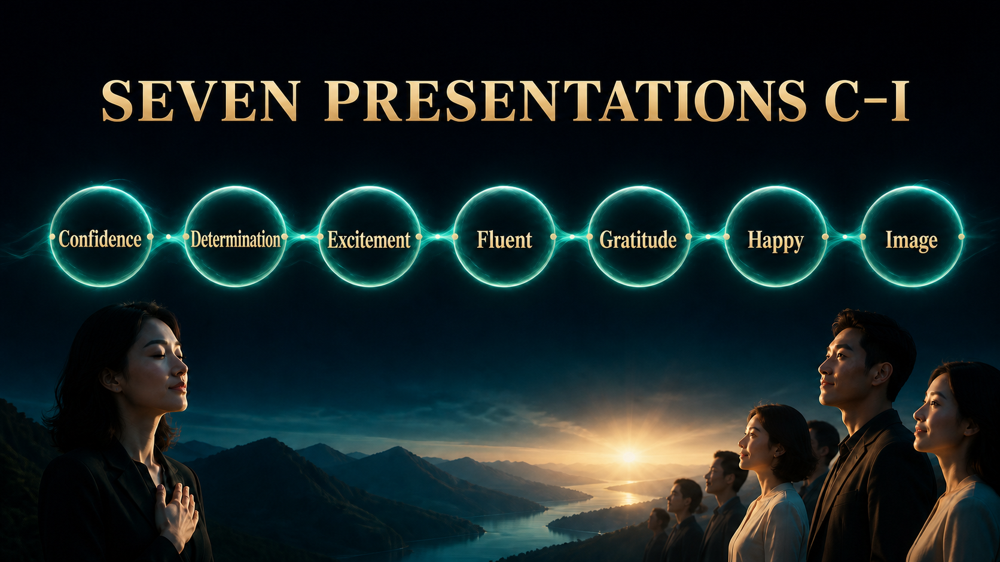 SEVEN PRESENTATIONS C–I
Confidence
Determination
Excitement
Fluent
Gratitude
Happy
Image